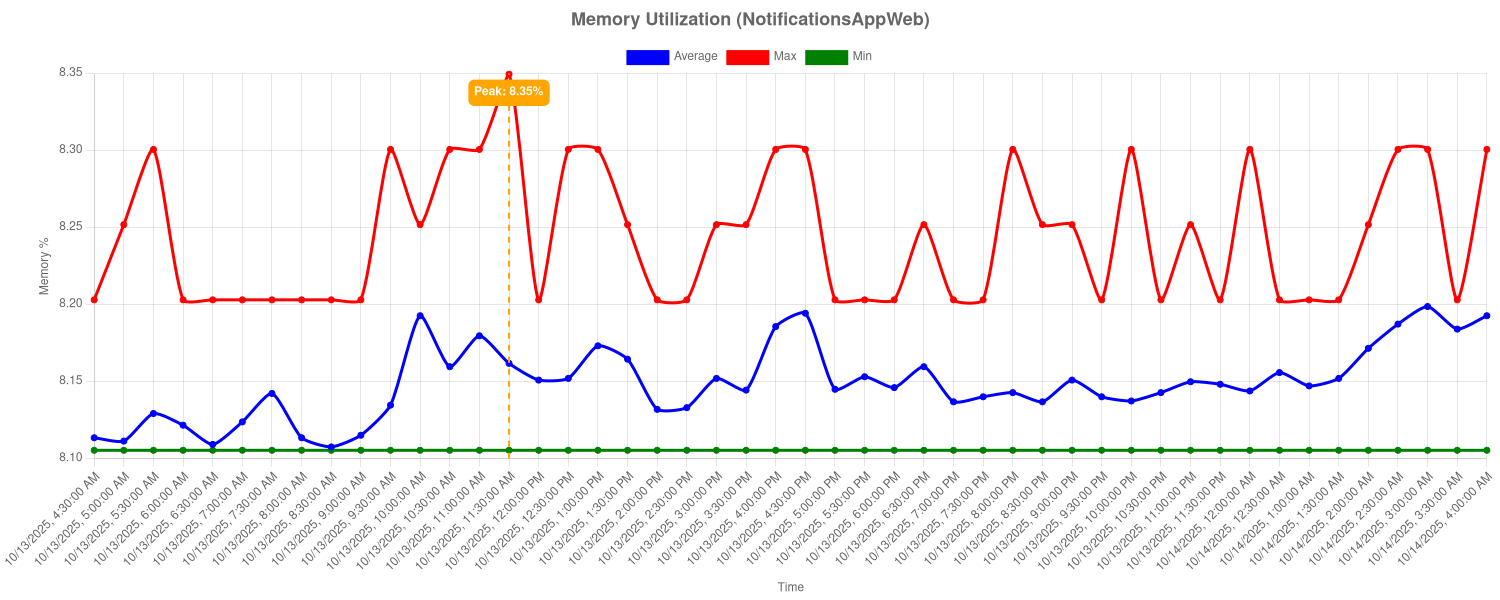 Memory Utilization (NotificationsAppWeb)
Average Max Min
8.35
Peak: 8.35%
8.30
8.25
8.20
8.15
8.10
Memory %
10/13/2025, 4:30:00 AM
10/13/2025, 5:00:00 AM
10/13/2025, 5:30:00 AM
10/13/2025, 6:00:00 AM
10/13/2025, 6:30:00 AM
10/13/2025, 7:00:00 AM
10/13/2025, 7:30:00 AM
10/13/2025, 8:00:00 AM
10/13/2025, 8:30:00 AM
10/13/2025, 9:00:00 AM
10/13/2025, 9:30:00 AM
10/13/2025, 10:00:00 AM
10/13/2025, 10:30:00 AM
10/13/2025, 11:00:00 AM
10/13/2025, 11:30:00 AM
10/13/2025, 12:00:00 PM
10/13/2025, 12:30:00 PM
10/13/2025, 1:00:00 PM
10/13/2025, 1:30:00 PM
10/13/2025, 2:00:00 PM
10/13/2025, 2:30:00 PM
10/13/2025, 3:00:00 PM
10/13/2025, 3:30:00 PM
10/13/2025, 4:00:00 PM
10/13/2025, 4:30:00 PM
10/13/2025, 5:00:00 PM
10/13/2025, 5:30:00 PM
10/13/2025, 6:00:00 PM
10/13/2025, 6:30:00 PM
10/13/2025, 7:00:00 PM
10/13/2025, 7:30:00 PM
10/13/2025, 8:00:00 PM
10/13/2025, 8:30:00 PM
10/13/2025, 9:00:00 PM
10/13/2025, 9:30:00 PM
10/13/2025, 10:00:00 PM
10/13/2025, 10:30:00 PM
10/13/2025, 11:00:00 PM
10/13/2025, 11:30:00 PM
10/14/2025, 12:00:00 AM
10/14/2025, 12:30:00 AM
10/14/2025, 1:00:00 AM
10/14/2025, 1:30:00 AM
10/14/2025, 2:00:00 AM
10/14/2025, 2:30:00 AM
10/14/2025, 3:00:00 AM
10/14/2025, 3:30:00 AM
10/14/2025, 4:00:00 AM
Time